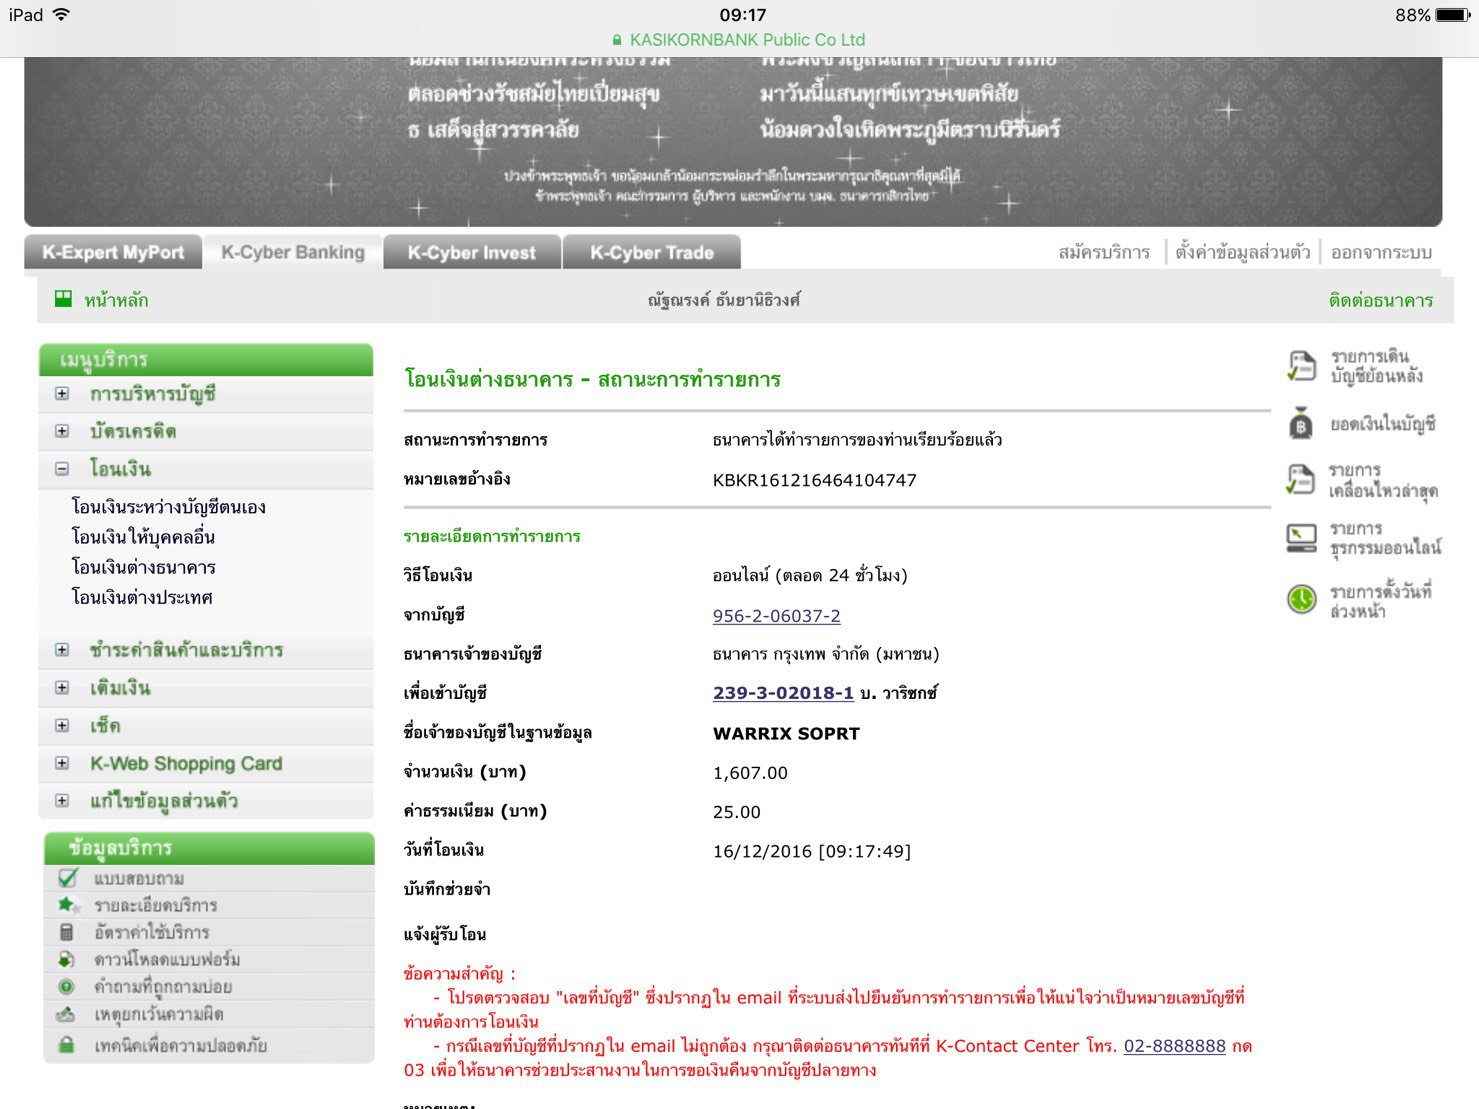 iPad
09:17
88%
KASIKORNBANK Public Co Ltd
ตลอดช่วงรัชสมัยไทยเปี่ยมสุข
มาวันนี้แสนทุกข์เทวษเขตพิสัย
ธ เสด็จสู่สวรรคาลัย
น้อมดวงใจเทิดพระภูมีตราบนิรันดร์
ปวงข้าพระพุทธเจ้า ขอน้อมเกล้าน้อมกระหม่อมรำลึกในพระมหากรุณาธิคุณหาที่สุดมิได้
ข้าพระพุทธเจ้า คณะกรรมการ ผู้บริหาร และพนักงาน บมจ. ธนาคารกสิกรไทย
K-Expert MyPort
K-Cyber Banking
K-Cyber Invest
K-Cyber Trade
สมัครบริการ
ตั้งค่าข้อมูลส่วนตัว
ออกจากระบบ
หน้าหลัก
ณัฐณรงค์ ธันยานิธิวงศ์
ติดต่อธนาคาร
เมนูบริการ
การบริหารบัญชี
บัตรเครดิต
โอนเงิน
โอนเงินระหว่างบัญชีตนเอง
โอนเงินให้บุคคลอื่น
โอนเงินต่างธนาคาร
โอนเงินต่างประเทศ
ชำระค่าสินค้าและบริการ
เติมเงิน
เช็ค
K-Web Shopping Card
แก้ไขข้อมูลส่วนตัว
ข้อมูลบริการ
แบบสอบถาม
รายละเอียดบริการ
อัตราค่าใช้บริการ
ดาวน์โหลดแบบฟอร์ม
คำถามที่ถูกถามบ่อย
เหตุยกเว้นความผิด
เทคนิคเพื่อความปลอดภัย
โอนเงินต่างธนาคาร - สถานะการทำรายการ
สถานะการทำรายการ ธนาคารได้ทำรายการของท่านเรียบร้อยแล้ว
หมายเลขอ้างอิง KBKR161216464104747
รายละเอียดการทำรายการ
วิธีโอนเงิน ออนไลน์ (ตลอด 24 ชั่วโมง)
จากบัญชี 956-2-06037-2
ธนาคารเจ้าของบัญชี ธนาคาร กรุงเทพ จำกัด (มหาชน)
เพื่อเข้าบัญชี 239-3-02018-1 บ. วาริซกซ์
ชื่อเจ้าของบัญชีในฐานข้อมูล WARRIX SOPRT
จำนวนเงิน (บาท) 1,607.00
ค่าธรรมเนียม (บาท) 25.00
วันที่โอนเงิน 16/12/2016 [09:17:49]
บันทึกช่วยจำ
แจ้งผู้รับโอน
ข้อความสำคัญ :
- โปรดตรวจสอบ "เลขที่บัญชี" ซึ่งปรากฏใน email ที่ระบบส่งไปยืนยันการทำรายการเพื่อให้แน่ใจว่าเป็นหมายเลขบัญชีที่
ท่านต้องการโอนเงิน
- กรณีเลขที่บัญชีที่ปรากฏใน email ไม่ถูกต้อง กรุณาติดต่อธนาคารทันทีที่ K-Contact Center โทร. 02-8888888 กด
03 เพื่อให้ธนาคารช่วยประสานงานในการขอเงินคืนจากบัญชีปลายทาง
รายการเดิน
บัญชีย้อนหลัง
ยอดเงินในบัญชี
รายการ
เคลื่อนไหวล่าสุด
รายการ
ธุรกรรมออนไลน์
รายการตั้งวันที่
ล่วงหน้า